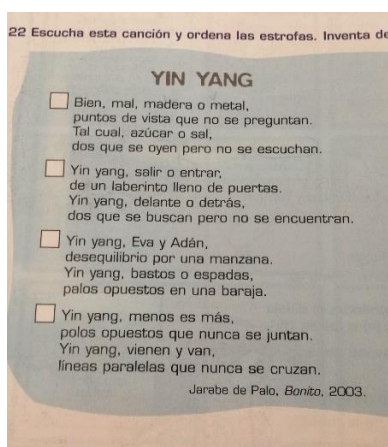 22 Escucha esta canción y ordena las estrofas. Inventa de
YIN YANG
Bien, mal, madera o metal,
puntos de vista que no se preguntan.
Tal cual, azúcar o sal,
dos que se oyen pero no se escuchan.
Yin yang, salir o entrar,
de un laberinto lleno de puertas.
Yin yang, delante o detrás,
dos que se buscan pero no se encuentran.
Yin yang, Eva y Adán,
desequilibrio por una manzana.
Yin yang, bastos o espadas,
palos opuestos en una baraja.
Yin yang, menos es más,
polos opuestos que nunca se juntan.
Yin yang, vienen y van,
líneas paralelas que nunca se cruzan.
Jarabe de Palo, Bonito, 2003.